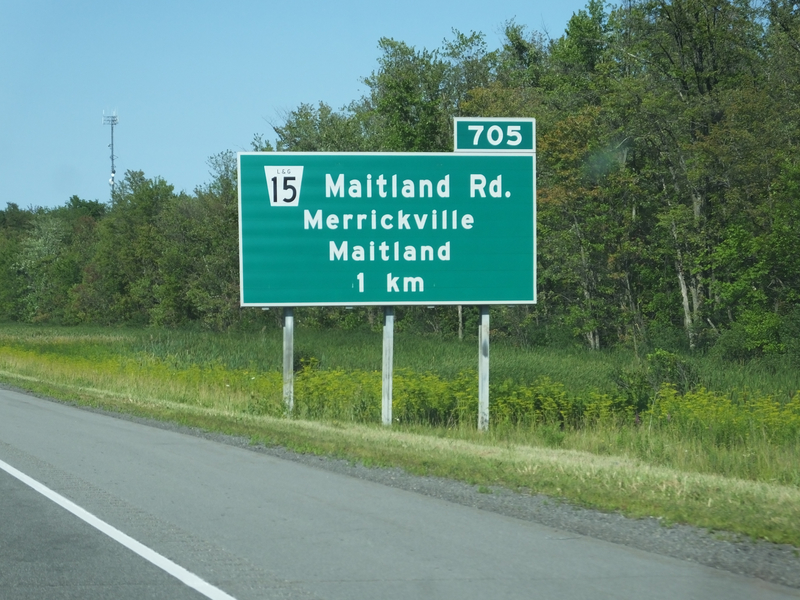 705
L & G
15 Maitland Rd.
Merrickville
Maitland
1 km